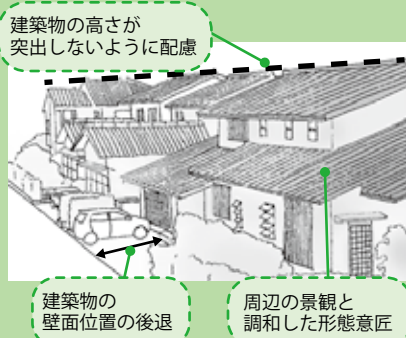 建築物の高さが
突出しないように配慮
建築物の
壁面位置の後退
周辺の景観と
調和した形態意匠